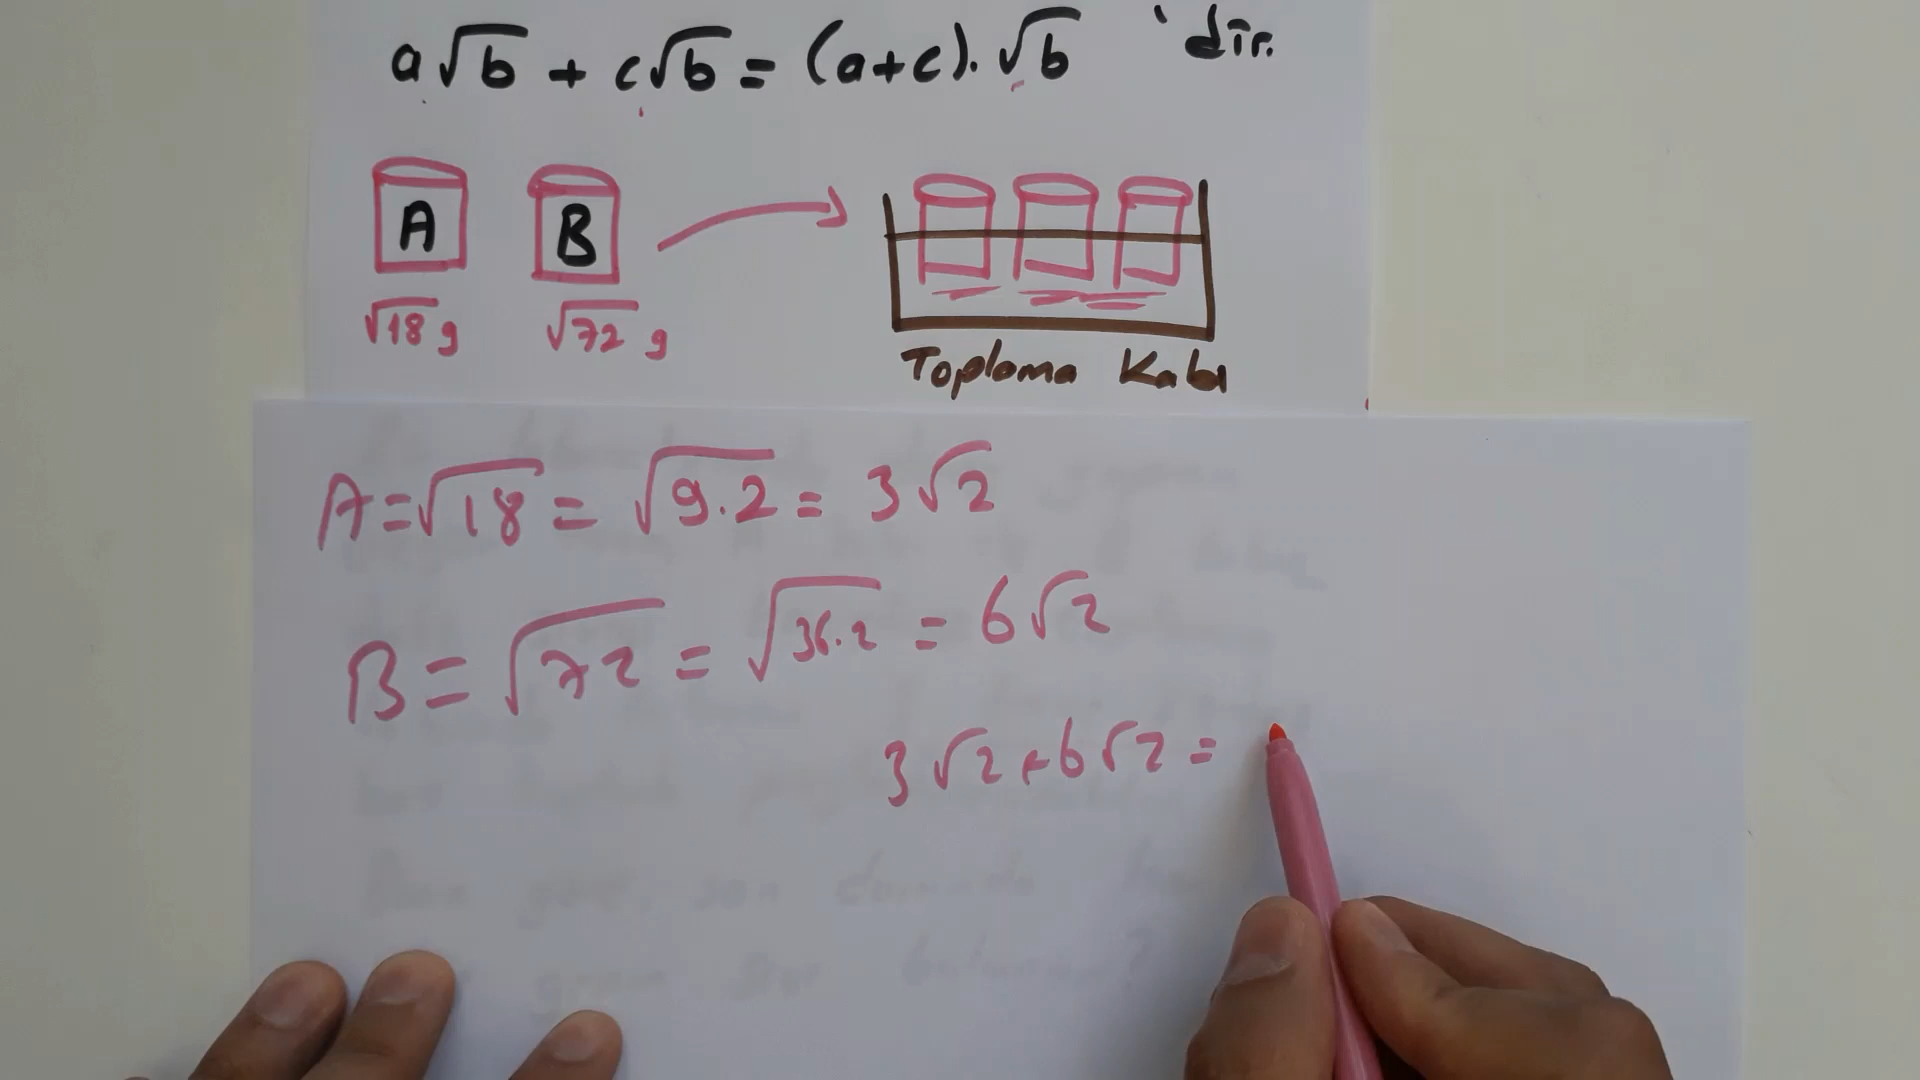 a√b + c√b = (a+c).√b 'dir.
A B
√18 g √72 g
Toplama Kabı
A=√18 = √9.2 = 3√2
B = √72 = √36.2 = 6√2
3√2+6√2 =